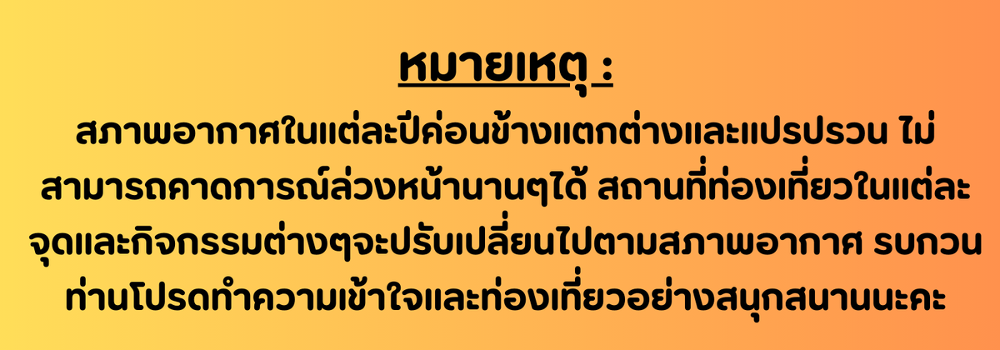 หมายเหตุ :
สภาพอากาศในแต่ละปีค่อนข้างแตกต่างและแปรปรวน ไม่
สามารถคาดการณ์ล่วงหน้านานๆได้ สถานที่ท่องเที่ยวในแต่ละ
จุดและกิจกรรมต่างๆจะปรับเปลี่ยนไปตามสภาพอากาศ รบกวน
ท่านโปรดทำความเข้าใจและท่องเที่ยวอย่างสนุกสนานนะคะ